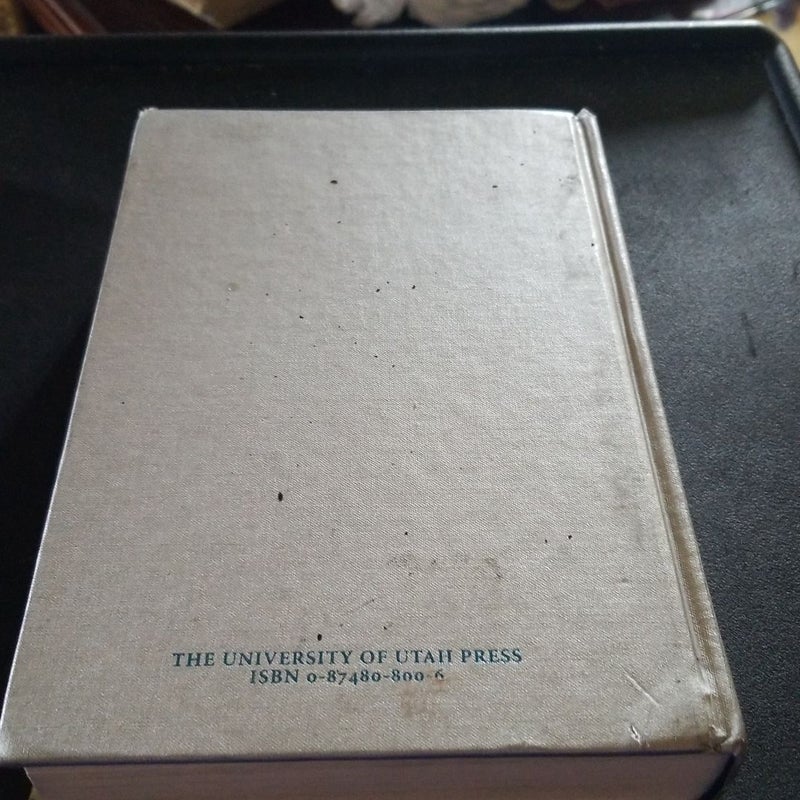 THE UNIVERSITY OF UTAH PRESS
ISBN 0-87480-800-6